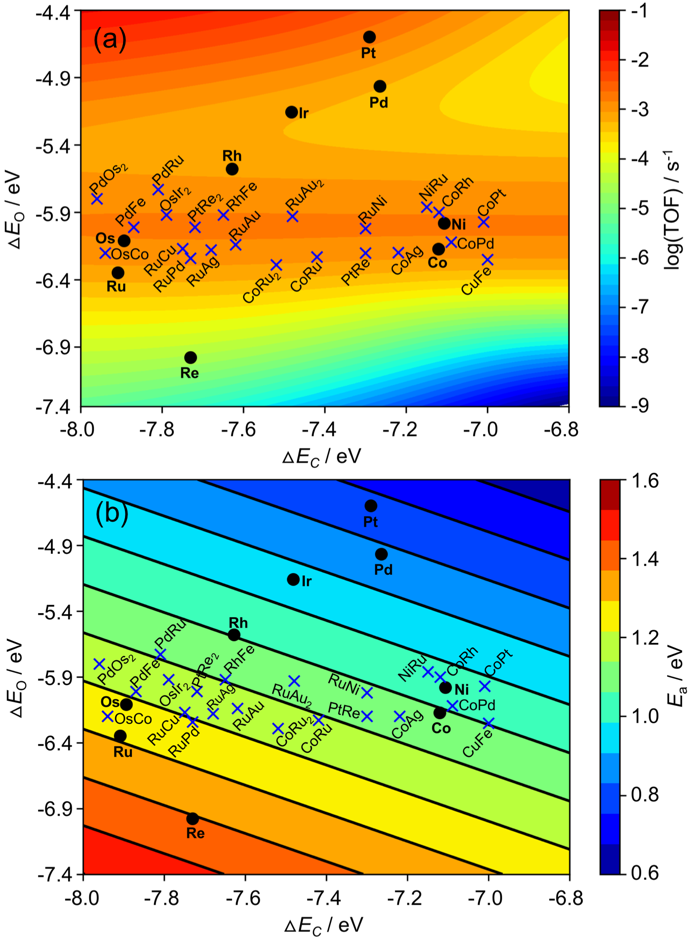 (a)
-4.4
-4.9
-5.4
-5.9
-6.4
-6.9
-7.4
△E_O / eV
Pt
Pd
Ir
Rh
PdOs₂
PdRu
OsIr₂
PdFe
PtRe₂
RhFe
RuAu₂
RuNi
NiRu
CoRh
CoPt
Os
OsCo
Ru
RuCu
RuPd
RuAg
RuAu
CoRu₂
CoRu
PtRe
CoAg
Ni
CoPd
Co
CuFe
Re
-8.0 -7.8 -7.6 -7.4 -7.2 -7.0 -6.8
△E_C / eV
-1
-2
-3
-4
-5
-6
-7
-8
-9
log(TOF) / s⁻¹
(b)
-4.4
-4.9
-5.4
-5.9
-6.4
-6.9
-7.4
△E_O / eV
Pt
Pd
Ir
Rh
PdOs₂
PdRu
PdFe
OsIr₂
PtRe₂
RhFe
RuAu₂
RuNi
NiRu
CoRh
CoPt
Os
OsCo
Ru
RuCu
RuPd
RuAg
RuAu
CoRu₂
CoRu
PtRe
CoAg
Ni
CoPd
Co
CuFe
Re
-8.0 -7.8 -7.6 -7.4 -7.2 -7.0 -6.8
△E_C / eV
1.6
1.4
1.2
1.0
0.8
0.6
E_a / eV